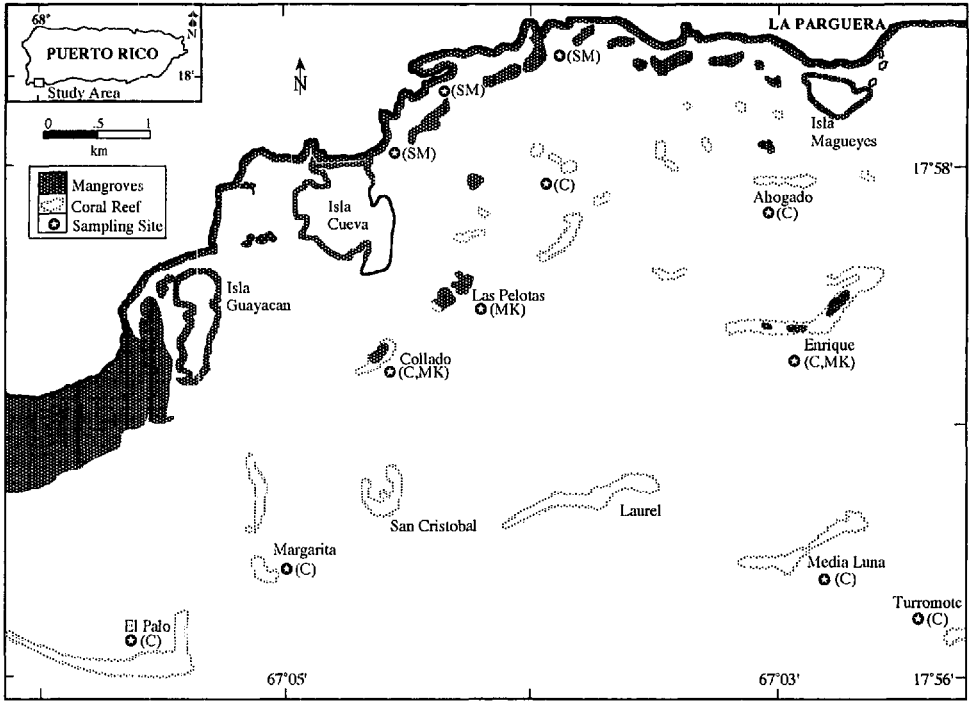 68°
N
PUERTO RICO
18'
Study Area
LA PARGUERA
N
0 .5 1
km
Mangroves
Coral Reef
Sampling Site
(SM)
(SM)
(SM)
Isla
Magueyes
17°58'
(C)
Ahogado
(C)
Isla
Cueva
Isla
Guayacan
Las Pelotas
(MK)
Enrique
(C,MK)
Collado
(C,MK)
San Cristobal
Laurel
Margarita
(C)
Media Luna
(C)
Turromote
(C)
El Palo
(C)
67°05'
67°03'
17°56'